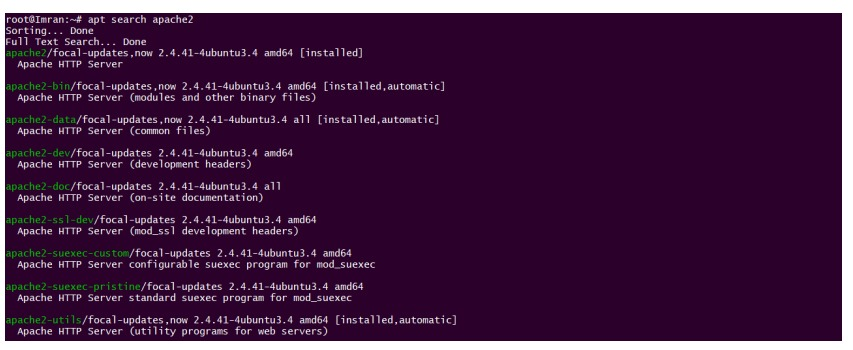 root@Imran:~# apt search apache2
Sorting... Done
Full Text Search... Done
apache2/focal-updates,now 2.4.41-4ubuntu3.4 amd64 [installed]
  Apache HTTP Server

apache2-bin/focal-updates,now 2.4.41-4ubuntu3.4 amd64 [installed,automatic]
  Apache HTTP Server (modules and other binary files)

apache2-data/focal-updates,now 2.4.41-4ubuntu3.4 all [installed,automatic]
  Apache HTTP Server (common files)

apache2-dev/focal-updates 2.4.41-4ubuntu3.4 amd64
  Apache HTTP Server (development headers)

apache2-doc/focal-updates 2.4.41-4ubuntu3.4 all
  Apache HTTP Server (on-site documentation)

apache2-ssl-dev/focal-updates 2.4.41-4ubuntu3.4 amd64
  Apache HTTP Server (mod_ssl development headers)

apache2-suexec-custom/focal-updates 2.4.41-4ubuntu3.4 amd64
  Apache HTTP Server configurable suexec program for mod_suexec

apache2-suexec-pristine/focal-updates 2.4.41-4ubuntu3.4 amd64
  Apache HTTP Server standard suexec program for mod_suexec

apache2-utils/focal-updates,now 2.4.41-4ubuntu3.4 amd64 [installed,automatic]
  Apache HTTP Server (utility programs for web servers)